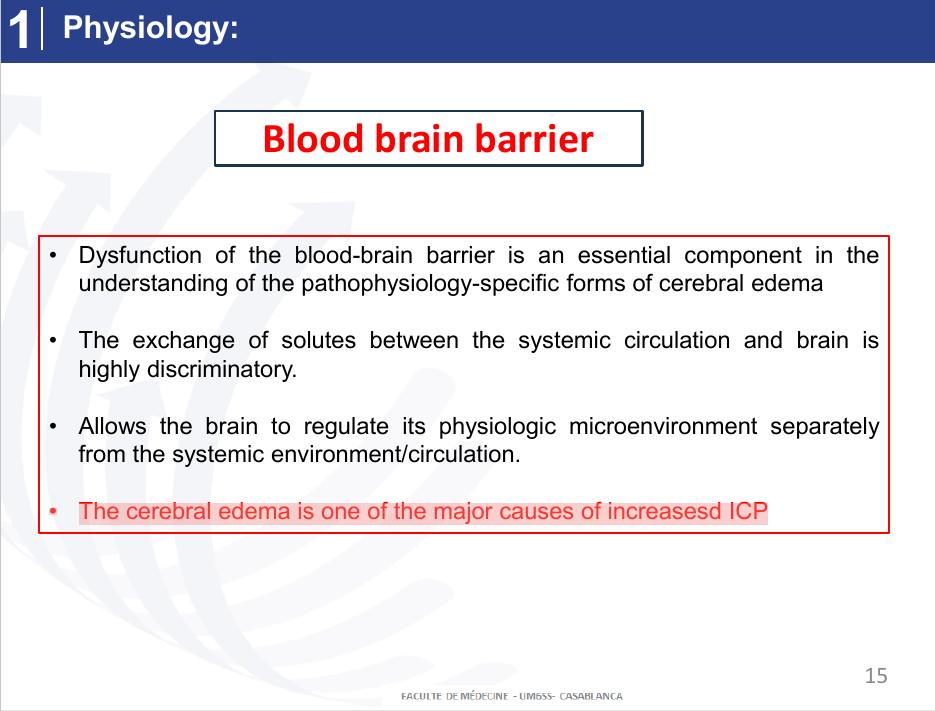 1 Physiology:
Blood brain barrier
• Dysfunction of the blood-brain barrier is an essential component in the
understanding of the pathophysiology-specific forms of cerebral edema
• The exchange of solutes between the systemic circulation and brain is
highly discriminatory.
• Allows the brain to regulate its physiologic microenvironment separately
from the systemic environment/circulation.
• The cerebral edema is one of the major causes of increasesd ICP
15
FACULTE DE MÉDECINE - UM6SS- CASABLANCA